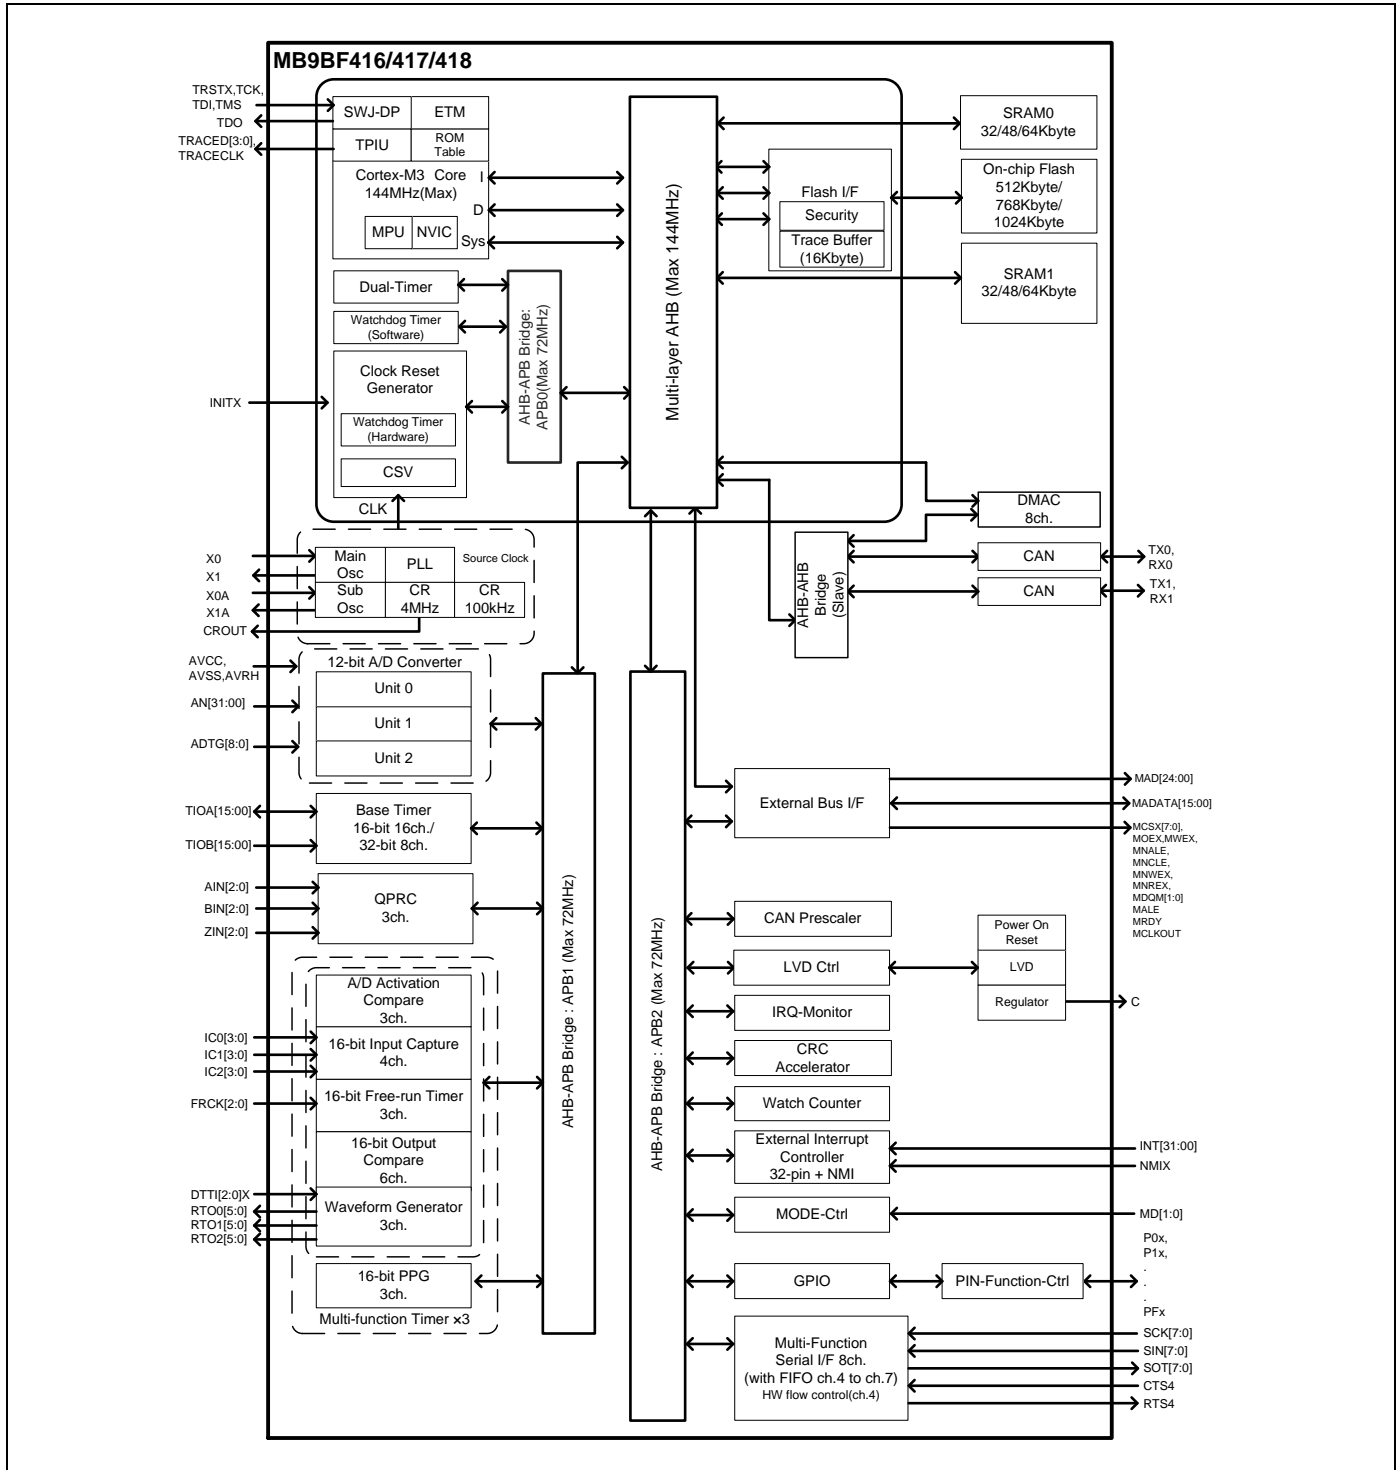 MB9BF416/417/418
TRSTX,TCK,
TDI,TMS
TDO
TRACED[3:0],
TRACECLK
SWJ-DP
ETM
TPIU
ROM
Table
Cortex-M3 Core
144MHz(Max)
I
D
Sys
MPU
NVIC
Dual-Timer
Watchdog Timer
(Software)
Clock Reset
Generator
Watchdog Timer
(Hardware)
CSV
CLK
INITX
AHB-APB Bridge:
APB0(Max 72MHz)
Multi-layer AHB (Max 144MHz)
Flash I/F
Security
Trace Buffer
(16Kbyte)
SRAM0
32/48/64Kbyte
On-chip Flash
512Kbyte/
768Kbyte/
1024Kbyte
SRAM1
32/48/64Kbyte
DMAC
8ch.
CAN
TX0,
RX0
CAN
TX1,
RX1
AHB-AHB
Bridge
(Slave)
X0
X1
X0A
X1A
CROUT
Main
Osc
PLL
Source Clock
Sub
Osc
CR
4MHz
CR
100kHz
AVCC,
AVSS,AVRH
AN[31:00]
ADTG[8:0]
12-bit A/D Converter
Unit 0
Unit 1
Unit 2
TIOA[15:00]
TIOB[15:00]
Base Timer
16-bit 16ch./
32-bit 8ch.
AIN[2:0]
BIN[2:0]
ZIN[2:0]
QPRC
3ch.
A/D Activation
Compare
3ch.
IC0[3:0]
IC1[3:0]
IC2[3:0]
16-bit Input Capture
4ch.
FRCK[2:0]
16-bit Free-run Timer
3ch.
16-bit Output
Compare
6ch.
DTTI[2:0]X
RTO0[5:0]
RTO1[5:0]
RTO2[5:0]
Waveform Generator
3ch.
16-bit PPG
3ch.
Multi-function Timer ×3
AHB-APB Bridge : APB1 (Max 72MHz)
AHB-APB Bridge : APB2 (Max 72MHz)
External Bus I/F
MAD[24:00]
MADATA[15:00]
MCSX[7:0],
MOEX,MWEX,
MNALE,
MNCLE,
MNWEX,
MNREX,
MDQM[1:0]
MALE
MRDY
MCLKOUT
CAN Prescaler
LVD Ctrl
Power On
Reset
LVD
Regulator
C
IRQ-Monitor
CRC
Accelerator
Watch Counter
External Interrupt
Controller
32-pin + NMI
INT[31:00]
NMIX
MODE-Ctrl
MD[1:0]
GPIO
PIN-Function-Ctrl
P0x,
P1x,
.
.
.
PFx
Multi-Function
Serial I/F 8ch.
(with FIFO ch.4 to ch.7)
HW flow control(ch.4)
SCK[7:0]
SIN[7:0]
SOT[7:0]
CTS4
RTS4